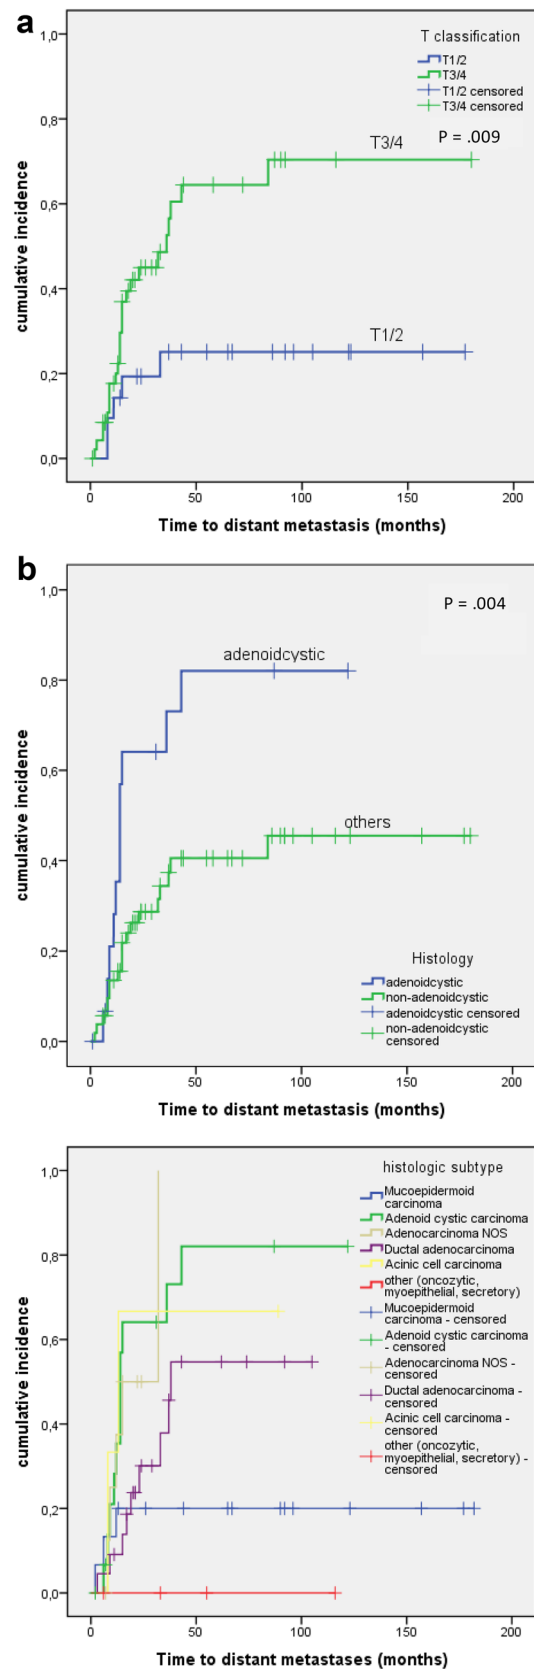 a
T classification
T1/2
T3/4
T1/2 censored
T3/4 censored
P = .009
T3/4
T1/2
cumulative incidence
1,0
0,8
0,6
0,4
0,2
0,0
0
50
100
150
200
Time to distant metastasis (months)
b
P = .004
adenoidcystic
others
cumulative incidence
1,0
0,8
0,6
0,4
0,2
0,0
Histology
adenoidcystic
non-adenoidcystic
adenoidcystic censored
non-adenoidcystic
censored
0
50
100
150
200
Time to distant metastasis (months)
histologic subtype
Mucoepidermoid
carcinoma
Adenoid cystic carcinoma
Adenocarcinoma NOS
Ductal adenocarcinoma
Acinic cell carcinoma
other (oncozytic,
myoepithelial, secretory)
Mucoepidermoid
carcinoma - censored
Adenoid cystic carcinoma
- censored
Adenocarcinoma NOS -
censored
Ductal adenocarcinoma -
censored
Acinic cell carcinoma -
censored
other (oncozytic,
myoepithelial, secretory) -
censored
cumulative incidence
1,0
0,8
0,6
0,4
0,2
0,0
0
50
100
150
200
Time to distant metastases (months)